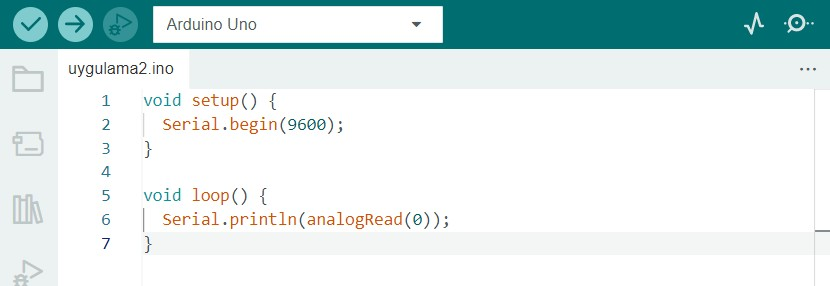 Arduino Uno
uygulama2.ino
1 void setup() {
2 Serial.begin(9600);
3 }
4
5 void loop() {
6 Serial.println(analogRead(0));
7 }